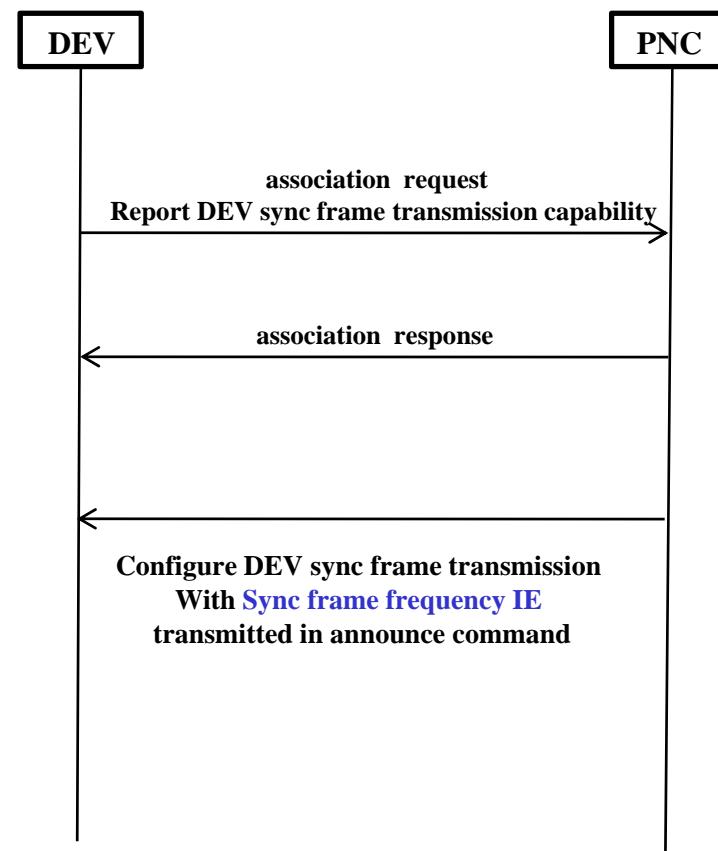 DEV
PNC
association request
Report DEV sync frame transmission capability
association response
Configure DEV sync frame transmission
With Sync frame frequency IE
transmitted in announce command